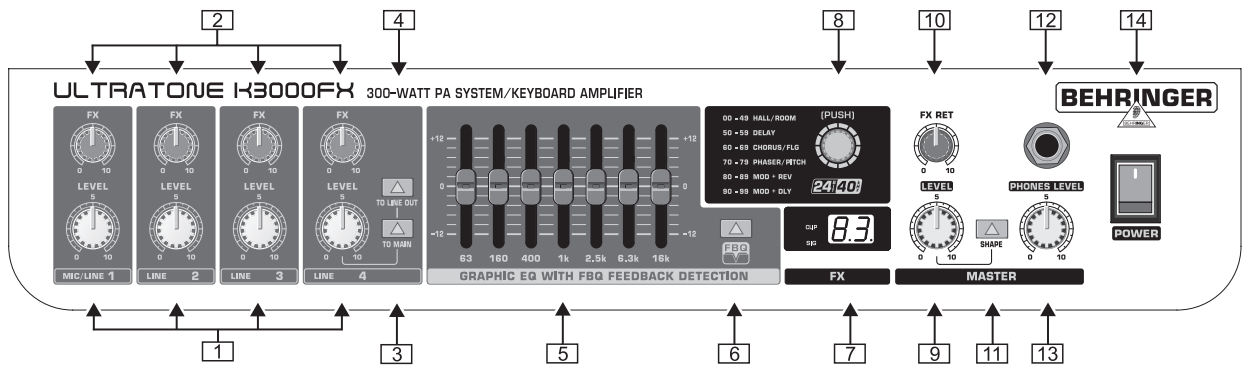 2 4 8 10 12 14
ULTRATONE K3000FX 300-WATT PA SYSTEM/KEYBOARD AMPLIFIER
BEHRINGER
BEHRINGER
FX FX FX FX
0 10 0 10 0 10 0 10
LEVEL LEVEL LEVEL LEVEL
5 5 5 5
0 10 0 10 0 10 0 10
TO LINE OUT
TO MAIN
MIC/LINE 1 LINE 2 LINE 3 LINE 4
+12 +12
0 0
-12 -12
63 160 400 1k 2.5k 6.3k 16k
FBQ
GRAPHIC EQ WITH FBQ FEEDBACK DETECTION
00 - 49 HALL/ROOM
50 - 59 DELAY
60 - 69 CHORUS/FLG
70 - 79 PHASER/PITCH
80 - 89 MOD + REV
90 - 99 MOD + DLY
(PUSH)
24 40
CLIP
SIG
8.3.
FX
FX RET
0 10
LEVEL
5
0 10
SHAPE
PHONES LEVEL
5
0 10
MASTER
POWER
1 3 5 6 7 9 11 13